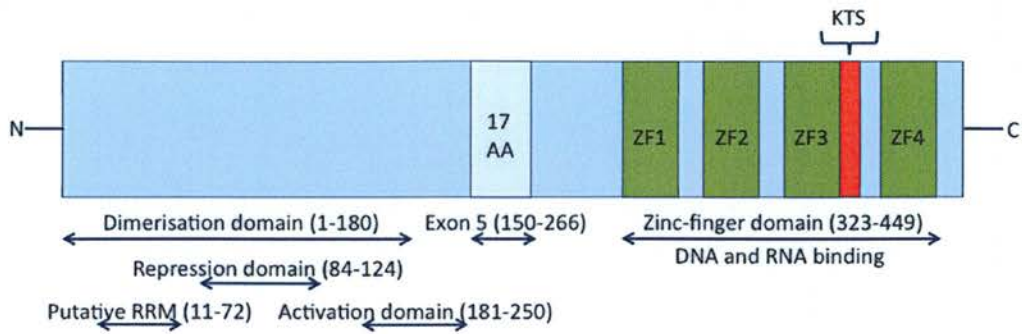 KTS
N
17
AA
ZF1 ZF2 ZF3 ZF4
C
Dimerisation domain (1-180) Exon 5 (150-266) Zinc-finger domain (323-449)
DNA and RNA binding
Repression domain (84-124)
Putative RRM (11-72) Activation domain (181-250)